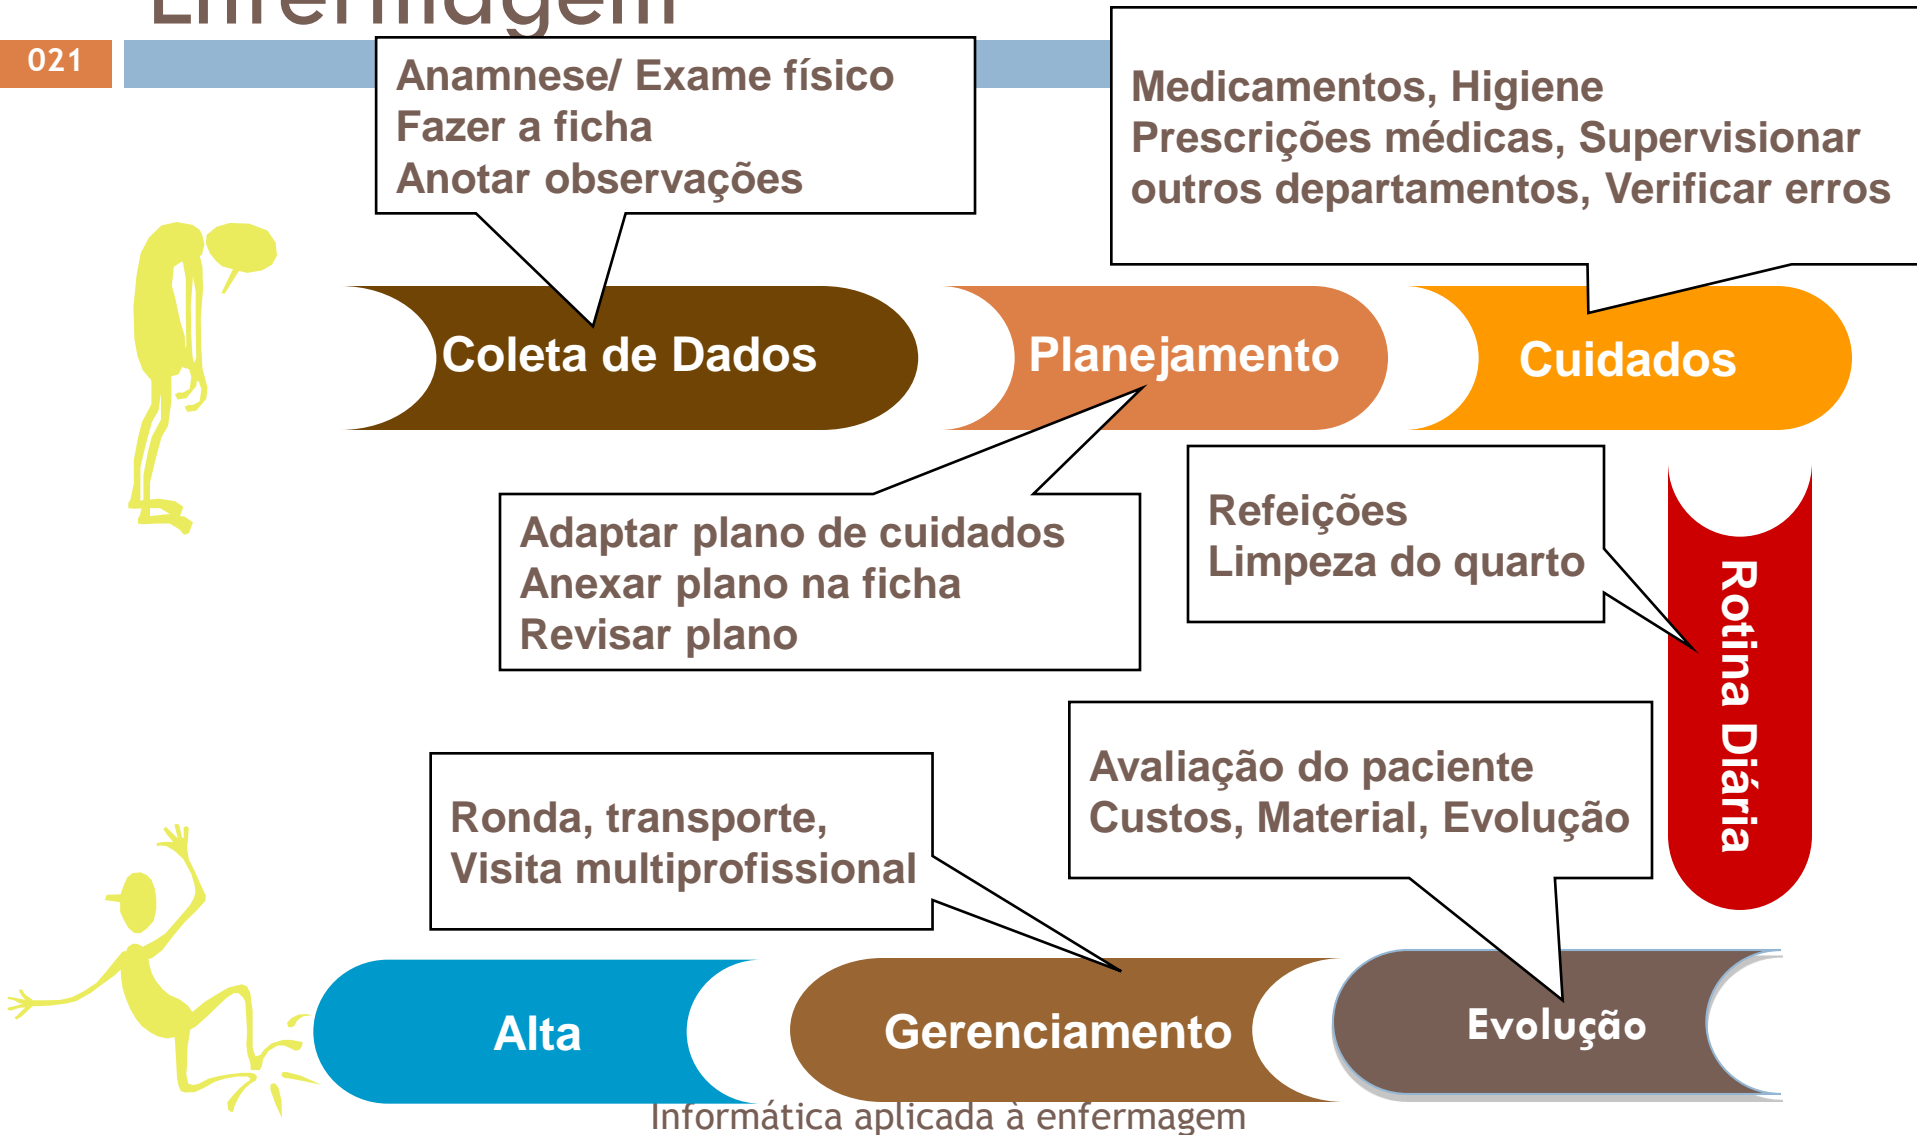 Enfermagem
021
Anamnese/ Exame físico
Fazer a ficha
Anotar observações
Medicamentos, Higiene
Prescrições médicas, Supervisionar
outros departamentos, Verificar erros
Coleta de Dados
Planejamento
Cuidados
Adaptar plano de cuidados
Anexar plano na ficha
Revisar plano
Refeições
Limpeza do quarto
Rotina Diária
Ronda, transporte,
Visita multiprofissional
Avaliação do paciente
Custos, Material, Evolução
Alta
Gerenciamento
Evolução
Informática aplicada à enfermagem